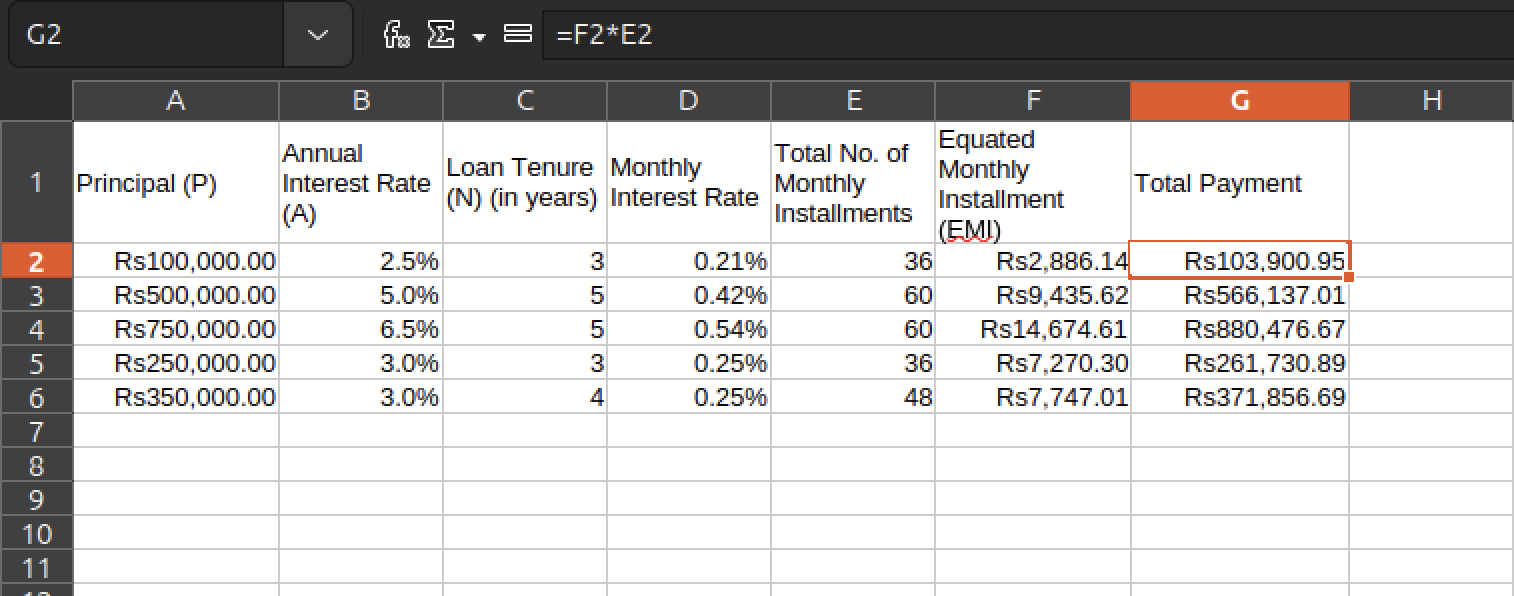 G2 fx Σ = =F2*E2
A B C D E F G H
1 Principal (P) Annual Interest Rate (A) Loan Tenure (N) (in years) Monthly Interest Rate Total No. of Monthly Installments Equated Monthly Installment (EMI) Total Payment
2 Rs100,000.00 2.5% 3 0.21% 36 Rs2,886.14 Rs103,900.95
3 Rs500,000.00 5.0% 5 0.42% 60 Rs9,435.62 Rs566,137.01
4 Rs750,000.00 6.5% 5 0.54% 60 Rs14,674.61 Rs880,476.67
5 Rs250,000.00 3.0% 3 0.25% 36 Rs7,270.30 Rs261,730.89
6 Rs350,000.00 3.0% 4 0.25% 48 Rs7,747.01 Rs371,856.69
7
8
9
10
11